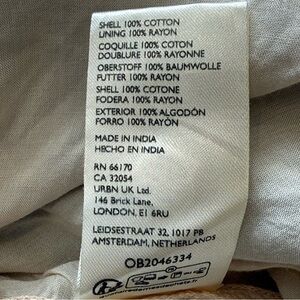 SHELL 100% COTTON
LINING 100% RAYON
COQUILLE 100% COTON
DOUBLURE 100% RAYONNE
OBERSTOFF 100% BAUMWOLLE
FUTTER 100% RAYON
SHELL 100% COTONE
FODERA 100% RAYON
EXTERIOR 100% ALGODÓN
FORRO 100% RAYON
MADE IN INDIA
HECHO EN INDIA
RN 66170
CA 32054
URBN UK Ltd.
146 Brick Lane,
LONDON, E1 6RU
LEIDSESTRAAT 32, 1017 PB
AMSTERDAM, NETHERLANDS
OB2046334